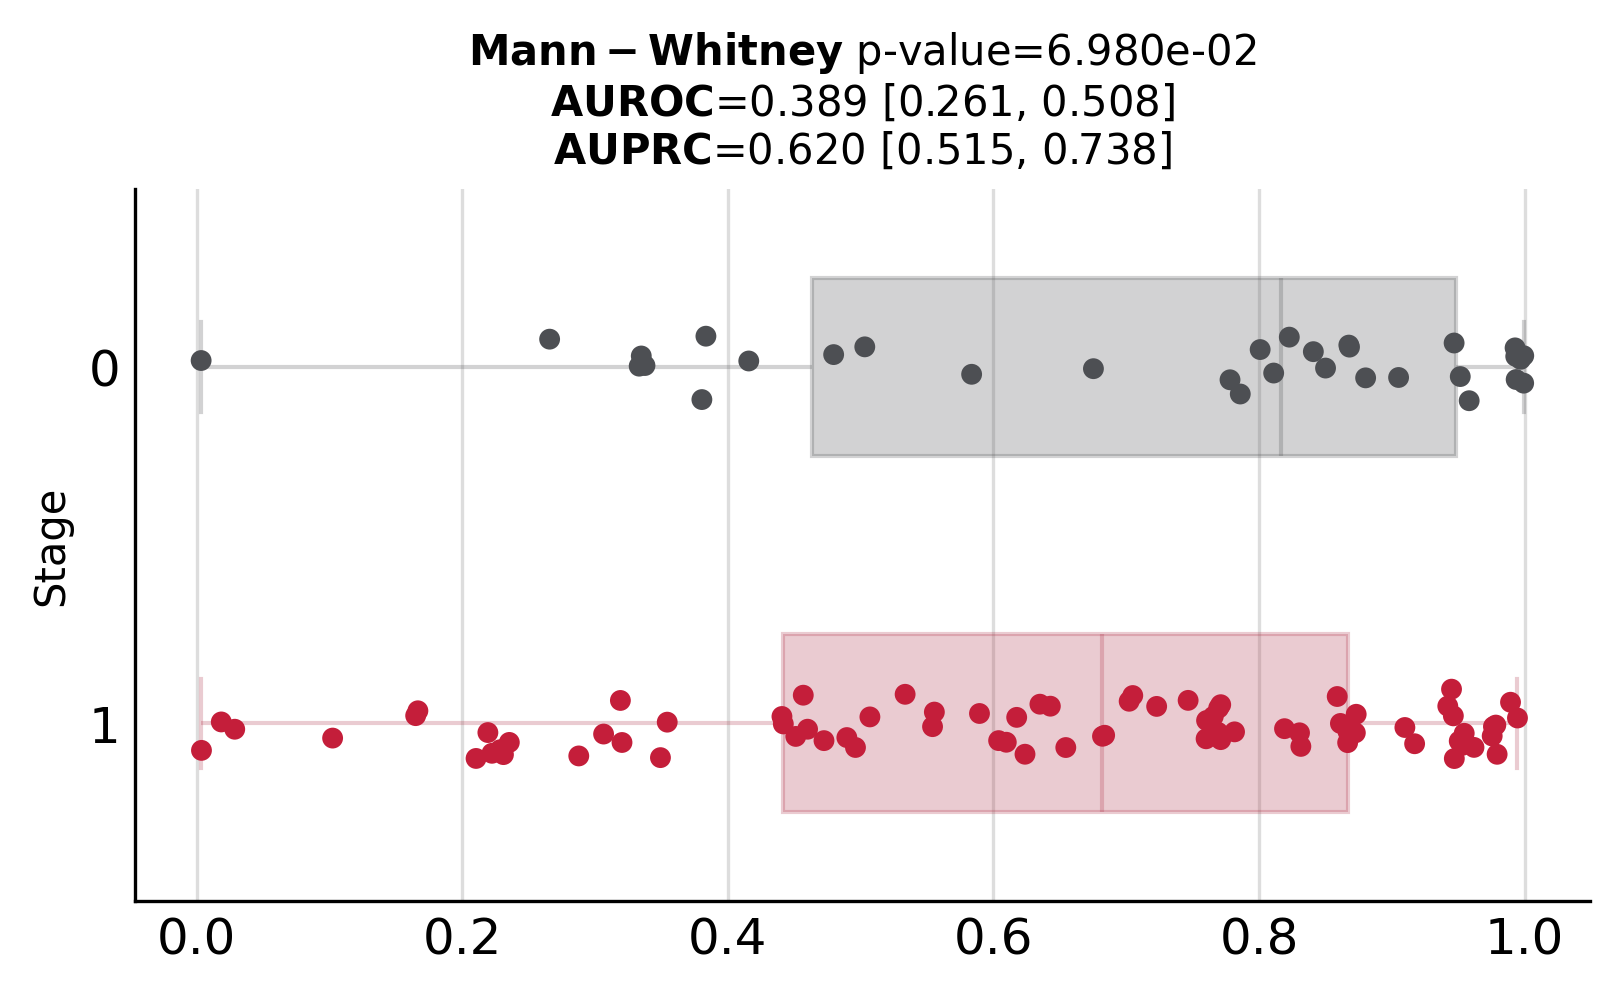 Mann − Whitney p-value=6.980e-02
AUROC=0.389 [0.261, 0.508]
AUPRC=0.620 [0.515, 0.738]
0
Stage
1
0.0 0.2 0.4 0.6 0.8 1.0